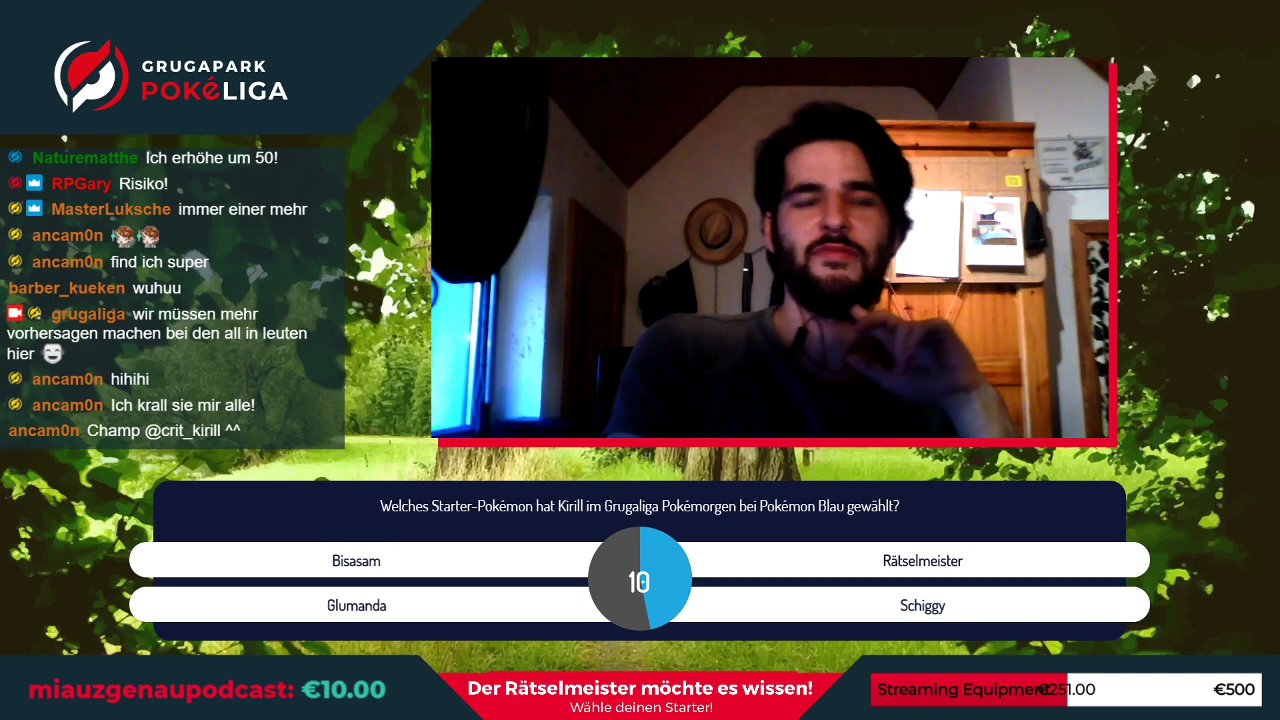 GRUGAPARK
POKéLIGA
Naturematthe Ich erhöhe um 50!
RPGary Risiko!
MasterLuksche immer einer mehr
ancam0n
ancam0n find ich super
barber_kueken wuhuu
grugaliga wir müssen mehr
vorhersagen machen bei den all in leuten
hier
ancam0n hihihi
ancam0n Ich krall sie mir alle!
ancam0n Champ @crit_kirill ^^
Welches Starter-Pokémon hat Kirill im Grugaliga Pokémorgen bei Pokémon Blau gewählt?
Bisasam
Rätselmeister
10
Glumanda
Schiggy
miauzgenaupodcast: €10.00
Der Rätselmeister möchte es wissen!
Wähle deinen Starter!
Streaming Equipment €251.00 €500